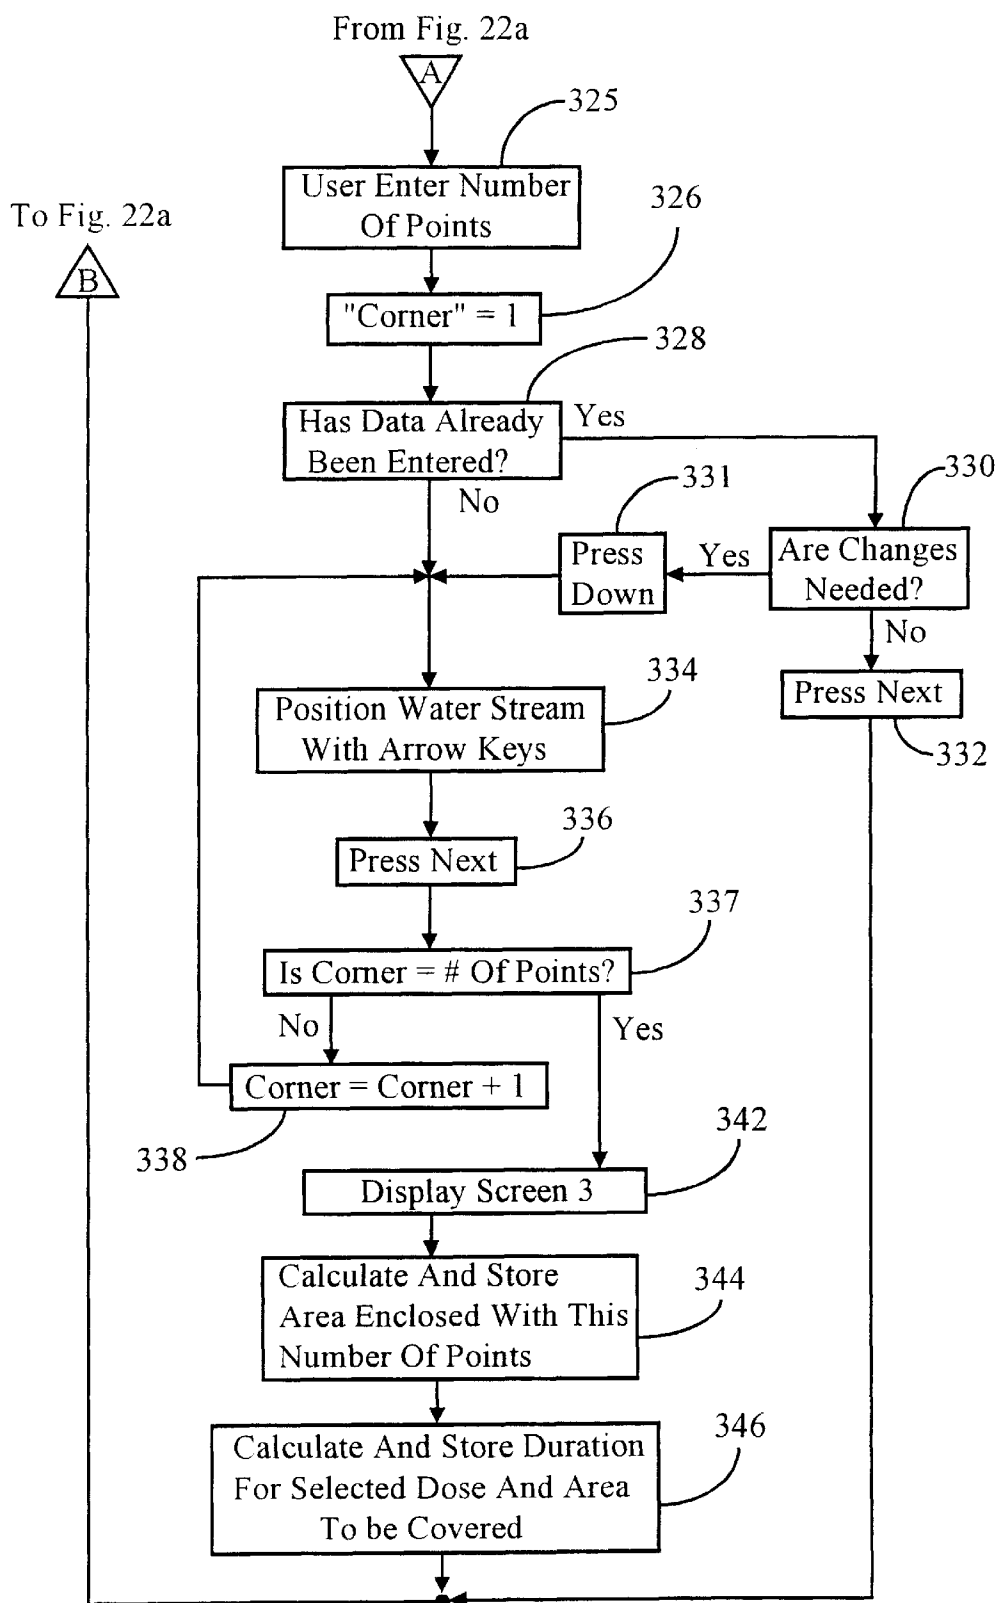 From Fig. 22a
A
325
User Enter Number
Of Points
326
To Fig. 22a
B
"Corner" = 1
328
Has Data Already
Been Entered?
Yes
No
331
330
Press
Down
Yes
Are Changes
Needed?
No
334
Position Water Stream
With Arrow Keys
Press Next
332
336
Press Next
337
Is Corner = # Of Points?
No
Yes
Corner = Corner + 1
338
342
Display Screen 3
344
Calculate And Store
Area Enclosed With This
Number Of Points
346
Calculate And Store Duration
For Selected Dose And Area
To be Covered